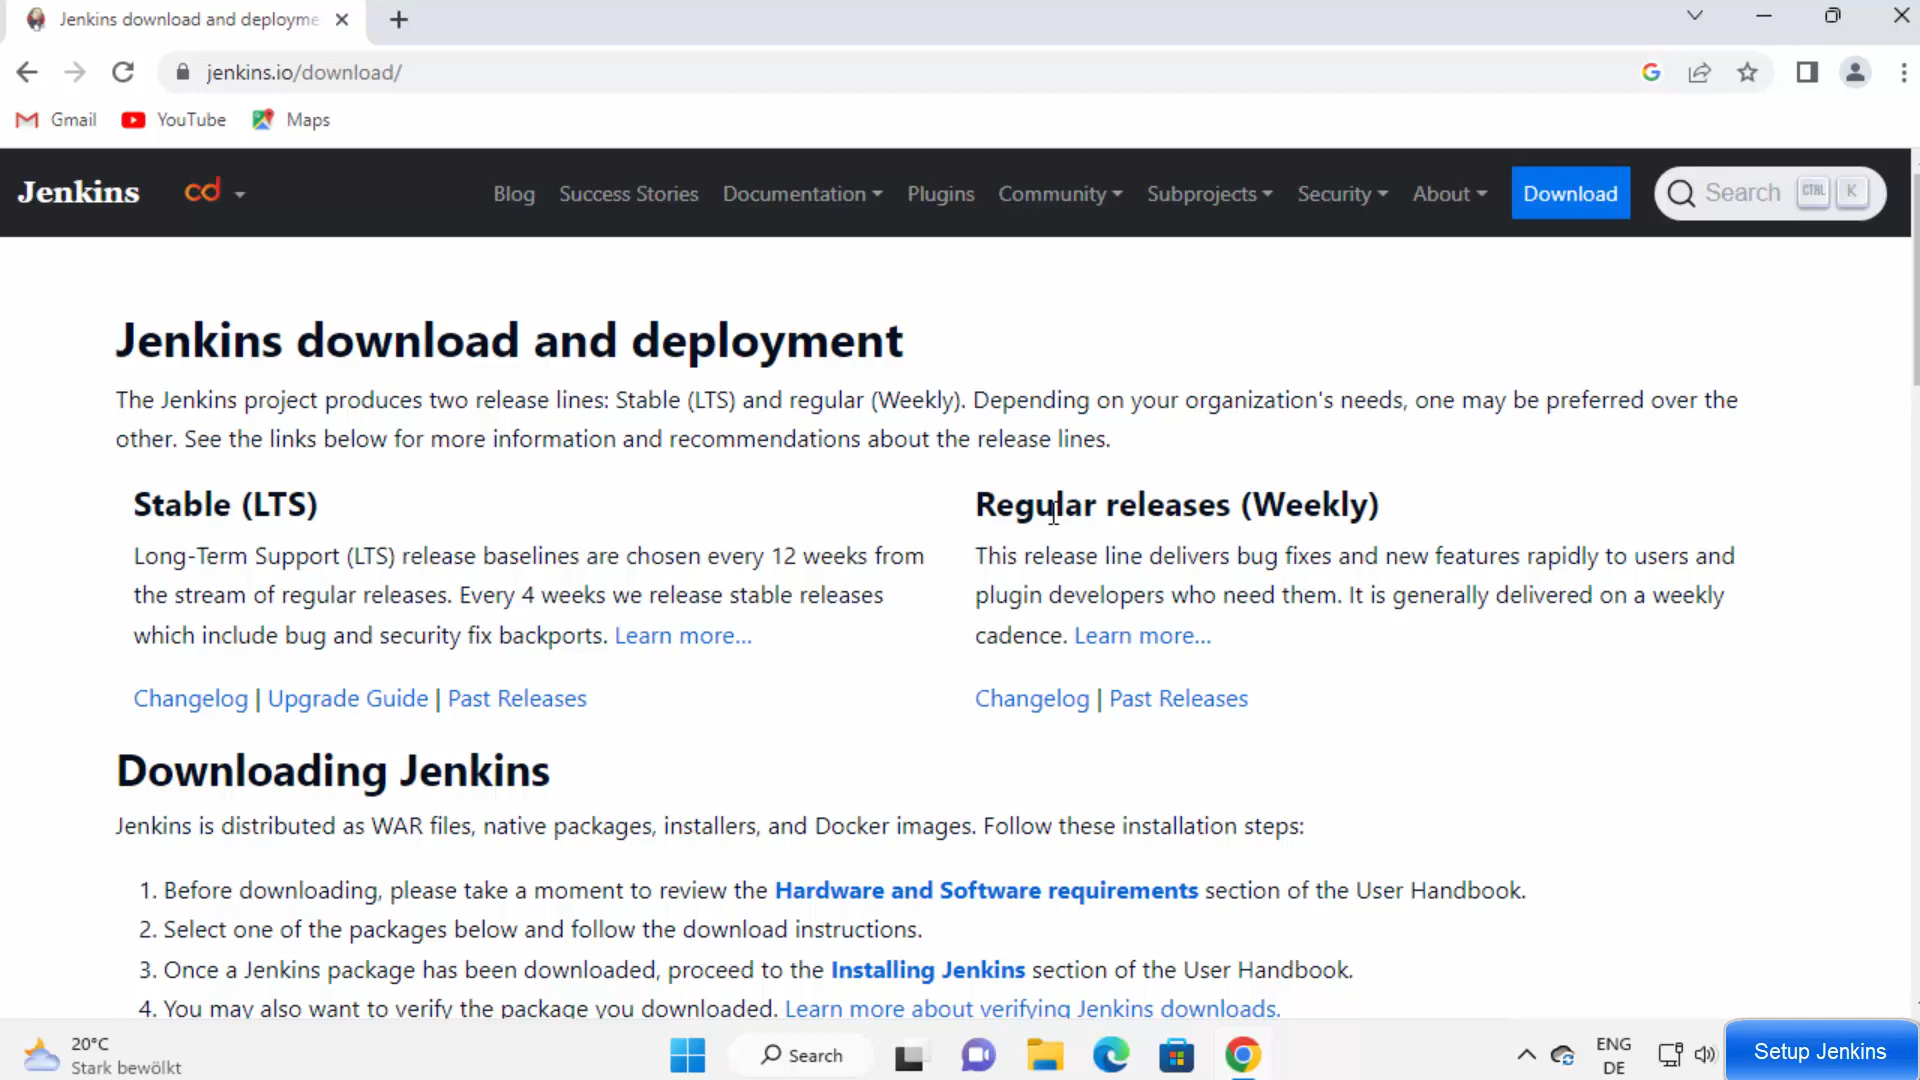 Jenkins download and deployme
jenkins.io/download/
Gmail YouTube Maps
Jenkins cd Blog Success Stories Documentation Plugins Community Subprojects Security About Download Search CTRL K
Jenkins download and deployment
The Jenkins project produces two release lines: Stable (LTS) and regular (Weekly). Depending on your organization's needs, one may be preferred over the
other. See the links below for more information and recommendations about the release lines.
Stable (LTS)
Long-Term Support (LTS) release baselines are chosen every 12 weeks from
the stream of regular releases. Every 4 weeks we release stable releases
which include bug and security fix backports. Learn more...
Changelog | Upgrade Guide | Past Releases
Regular releases (Weekly)
This release line delivers bug fixes and new features rapidly to users and
plugin developers who need them. It is generally delivered on a weekly
cadence. Learn more...
Changelog | Past Releases
Downloading Jenkins
Jenkins is distributed as WAR files, native packages, installers, and Docker images. Follow these installation steps:
1. Before downloading, please take a moment to review the Hardware and Software requirements section of the User Handbook.
2. Select one of the packages below and follow the download instructions.
3. Once a Jenkins package has been downloaded, proceed to the Installing Jenkins section of the User Handbook.
4. You may also want to verify the package you downloaded. Learn more about verifying Jenkins downloads.
20°C
Stark bewölkt
Search
ENG
DE
Setup Jenkins